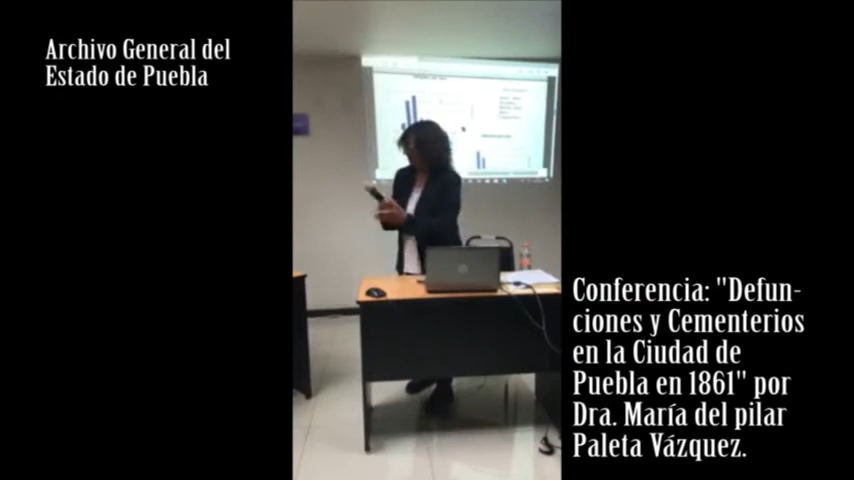 Archivo General del
Estado de Puebla
Conferencia: "Defun-
ciones y Cementerios
en la Ciudad de
Puebla en 1861" por
Dra. María del pilar
Paleta Vázquez.